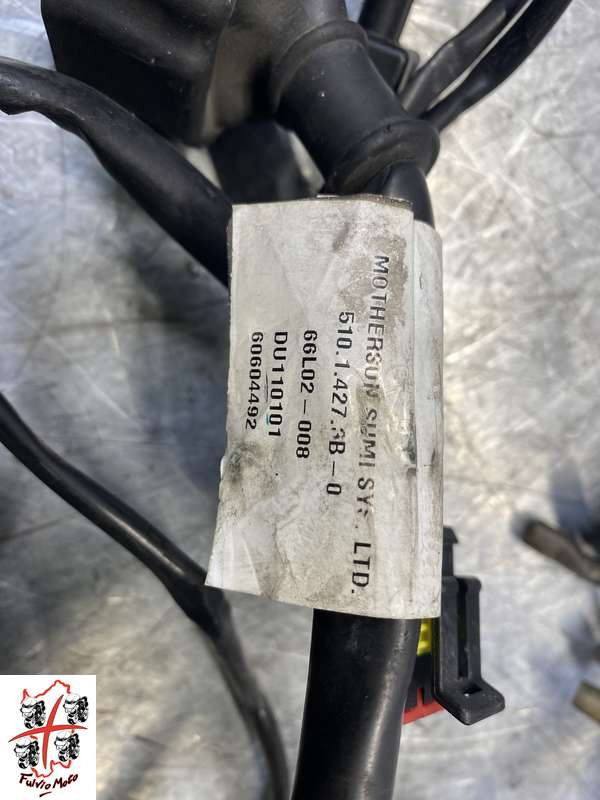 MOTHERSON SUMI SYS. LTD.
510.1.427.3B-0
66L02-008
DU110101
60604492
Fulvio Moto